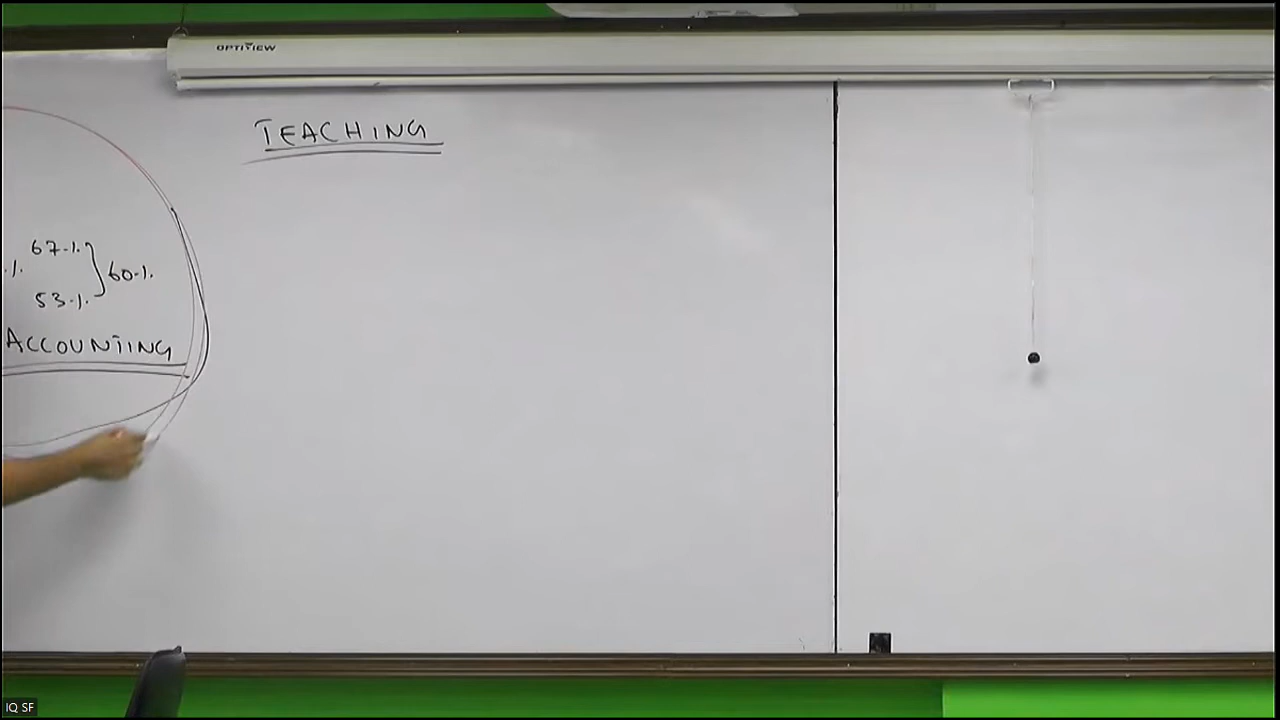 OPTIVIEW
TEACHING
67%
%. } 60%
53%
ACCOUNTING
IQ SF